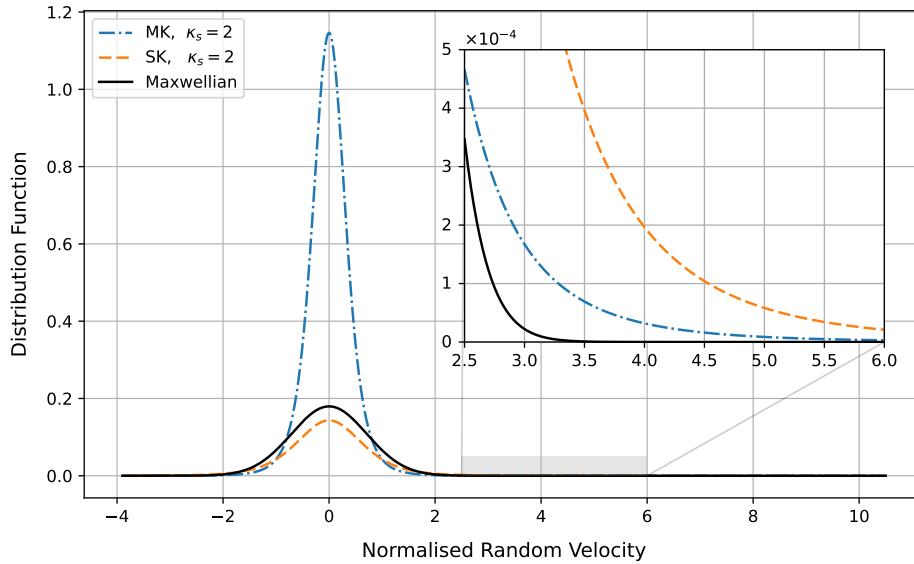 MK, κs = 2
SK, κs = 2
Maxwellian
×10−4
5
4
3
2
1
0
2.5 3.0 3.5 4.0 4.5 5.0 5.5 6.0
1.2
1.0
0.8
0.6
0.4
0.2
0.0
−4 −2 0 2 4 6 8 10
Distribution Function
Normalised Random Velocity